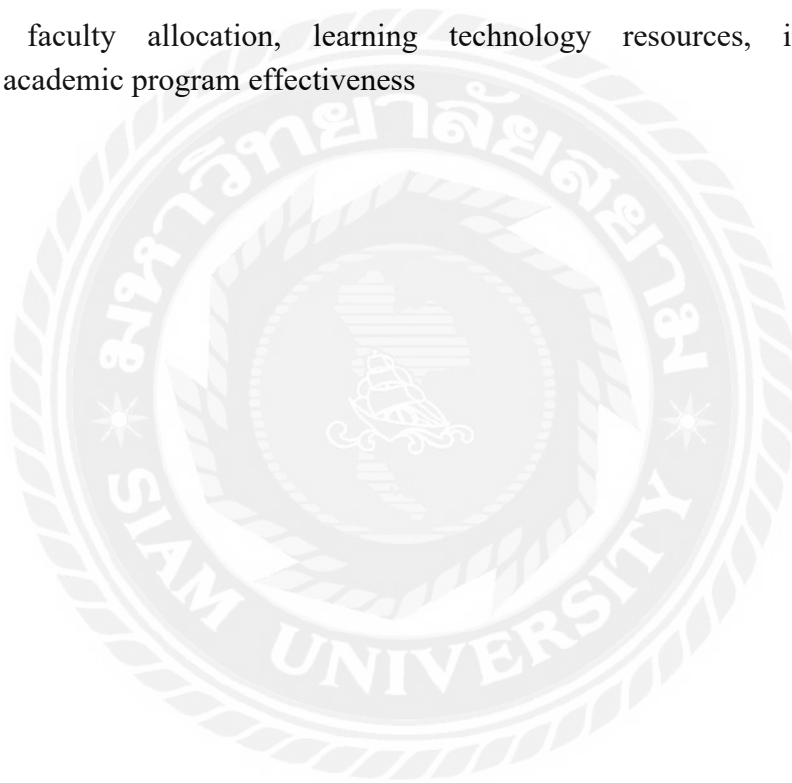 faculty allocation, learning technology resources, i
academic program effectiveness
มหาวิทยาลัยสยาม
SIAM UNIVERSITY